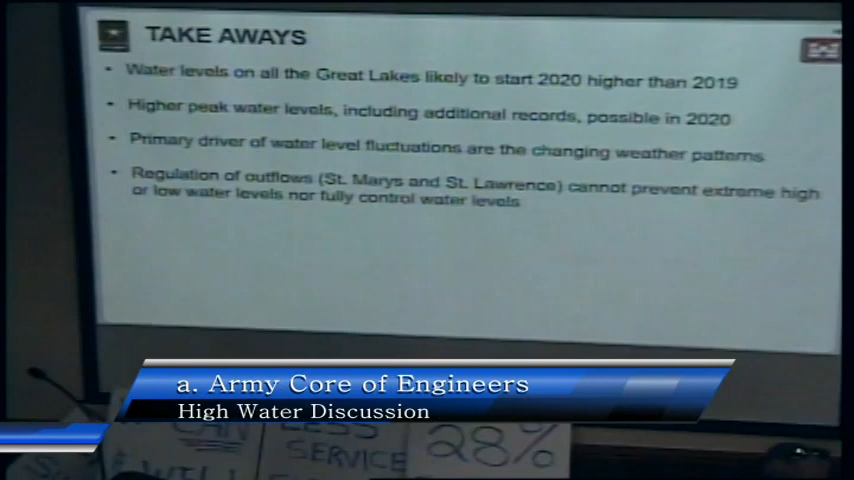 TAKE AWAYS
• Water levels on all the Great Lakes likely to start 2020 higher than 2019
• Higher peak water levels, including additional records, possible in 2020
• Primary driver of water level fluctuations are the changing weather patterns
• Regulation of outflows (St. Marys and St. Lawrence) cannot prevent extreme high
or low water levels nor fully control water levels
a. Army Core of Engineers
High Water Discussion
CAN
WILL
LESS
SERVICE
28%